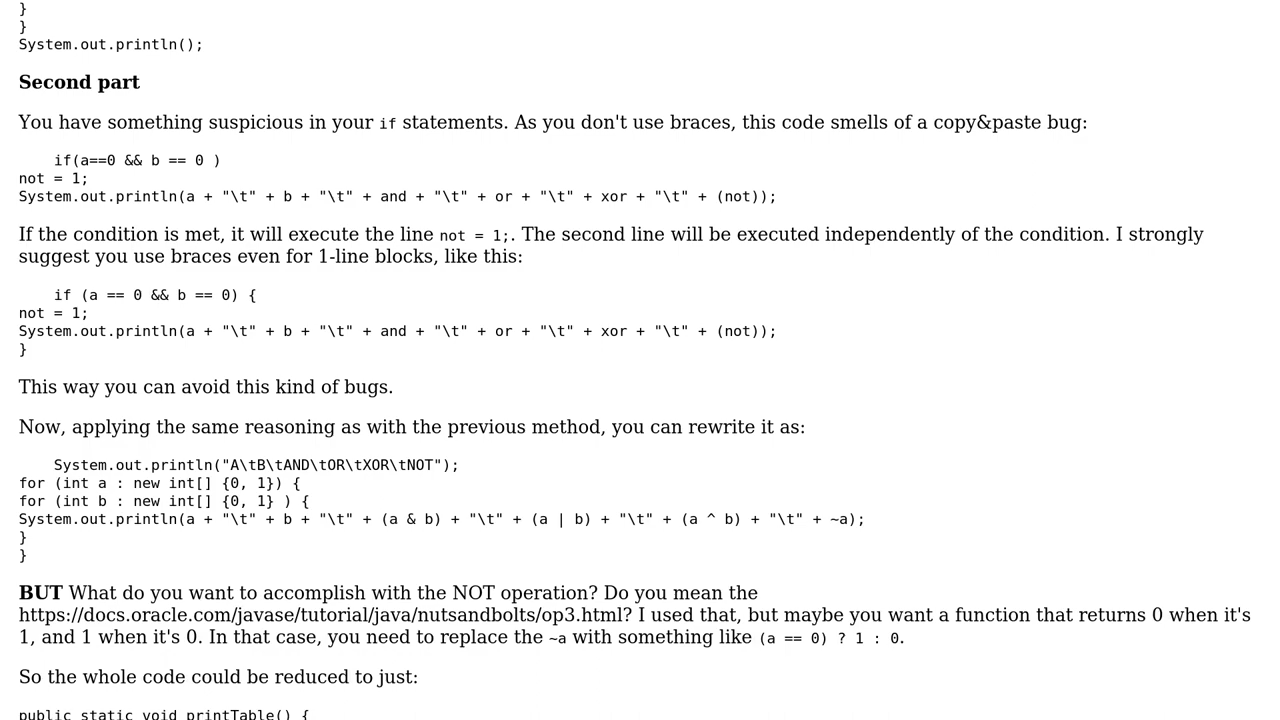 }
}
System.out.println();
Second part
You have something suspicious in your if statements. As you don't use braces, this code smells of a copy&paste bug:
if(a==0 && b == 0 )
not = 1;
System.out.println(a + "\t" + b + "\t" + and + "\t" + or + "\t" + xor + "\t" + (not));
If the condition is met, it will execute the line not = 1;. The second line will be executed independently of the condition. I strongly
suggest you use braces even for 1-line blocks, like this:
if (a == 0 && b == 0) {
not = 1;
System.out.println(a + "\t" + b + "\t" + and + "\t" + or + "\t" + xor + "\t" + (not));
}
This way you can avoid this kind of bugs.
Now, applying the same reasoning as with the previous method, you can rewrite it as:
System.out.println("A\tB\tAND\tOR\tXOR\tNOT");
for (int a : new int[] {0, 1}) {
for (int b : new int[] {0, 1} ) {
System.out.println(a + "\t" + b + "\t" + (a & b) + "\t" + (a | b) + "\t" + (a ^ b) + "\t" + ~a);
}
}
BUT What do you want to accomplish with the NOT operation? Do you mean the
https://docs.oracle.com/javase/tutorial/java/nutsandbolts/op3.html? I used that, but maybe you want a function that returns 0 when it's
1, and 1 when it's 0. In that case, you need to replace the ~a with something like (a == 0) ? 1 : 0.
So the whole code could be reduced to just:
public static void printTable() {